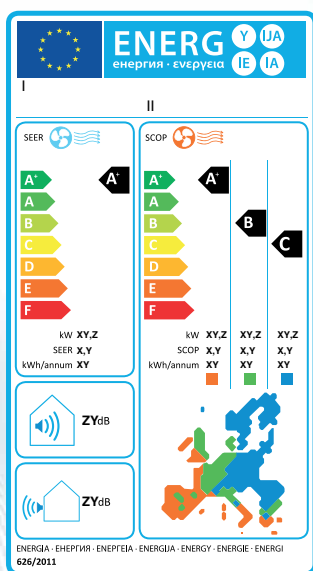 ENERG Y IJA
енергия · ενεργεια IE IA
I
II
SEER
A+
A
B
C
D
E
F
A+
kW XY,Z
SEER X,Y
kWh/annum XY
SCOP
A+
A
B
C
D
E
F
A+
B
C
kW XY,Z XY,Z XY,Z
SCOP X,Y X,Y X,Y
kWh/annum XY XY XY
ZYdB
ZYdB
ENERGIA · ЕНЕРГИЯ · ΕΝΕΡΓΕΙΑ · ENERGIJA · ENERGY · ENERGIE · ENERGI
626/2011